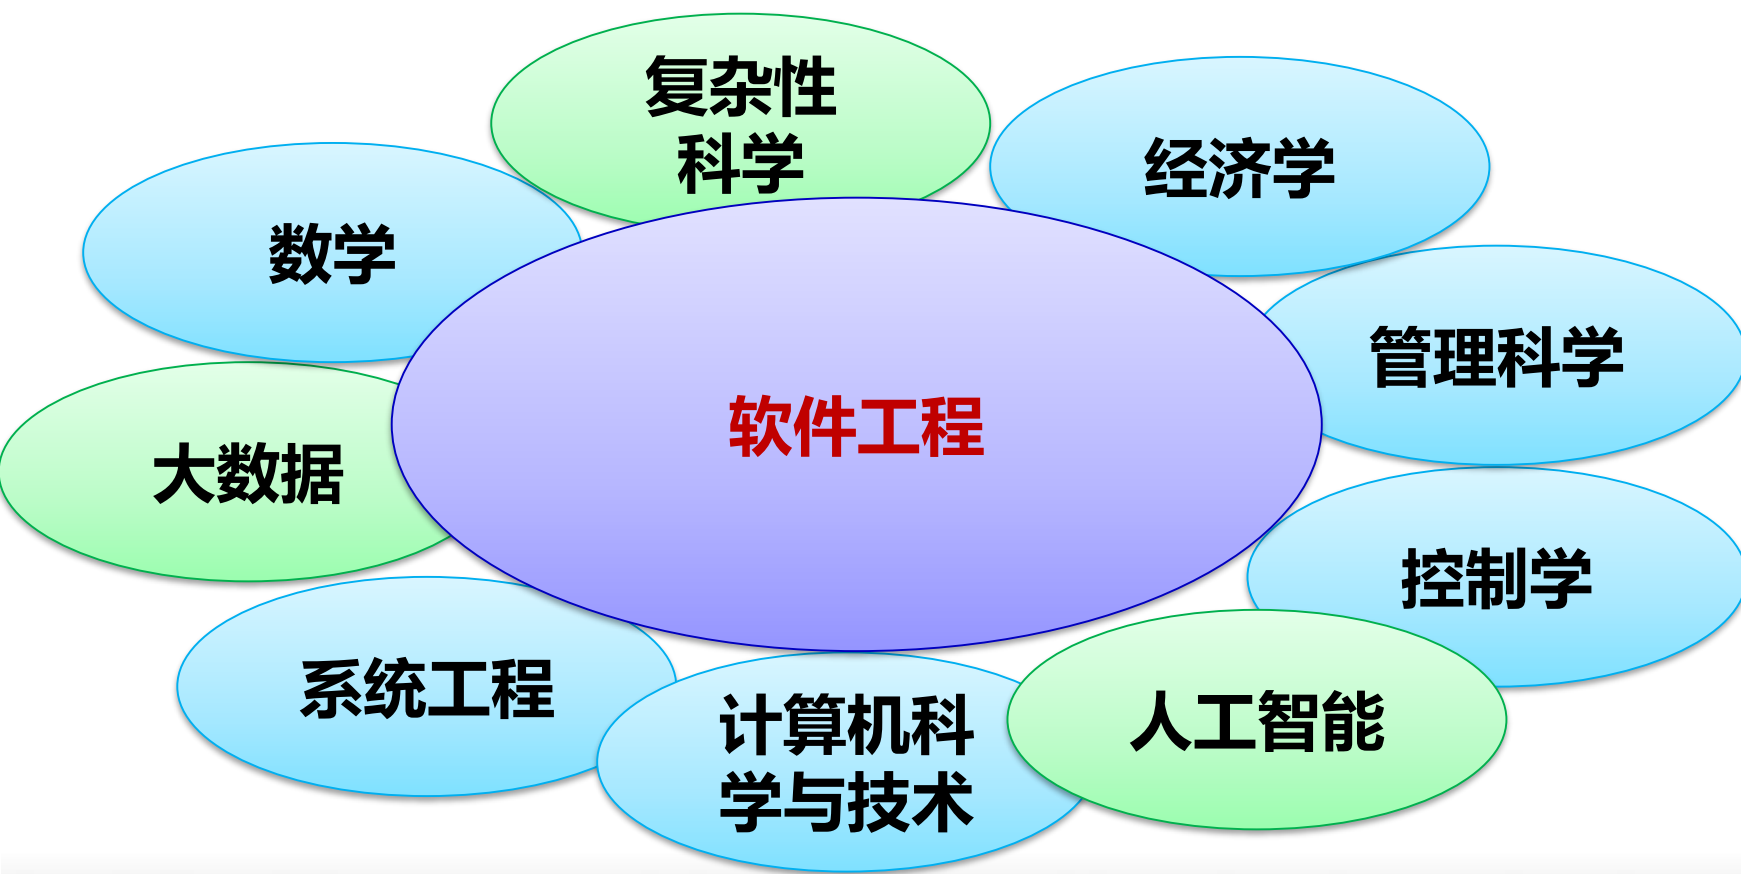 复杂性
科学
经济学
数学
管理科学
软件工程
大数据
控制学
系统工程
计算机科
学与技术
人工智能